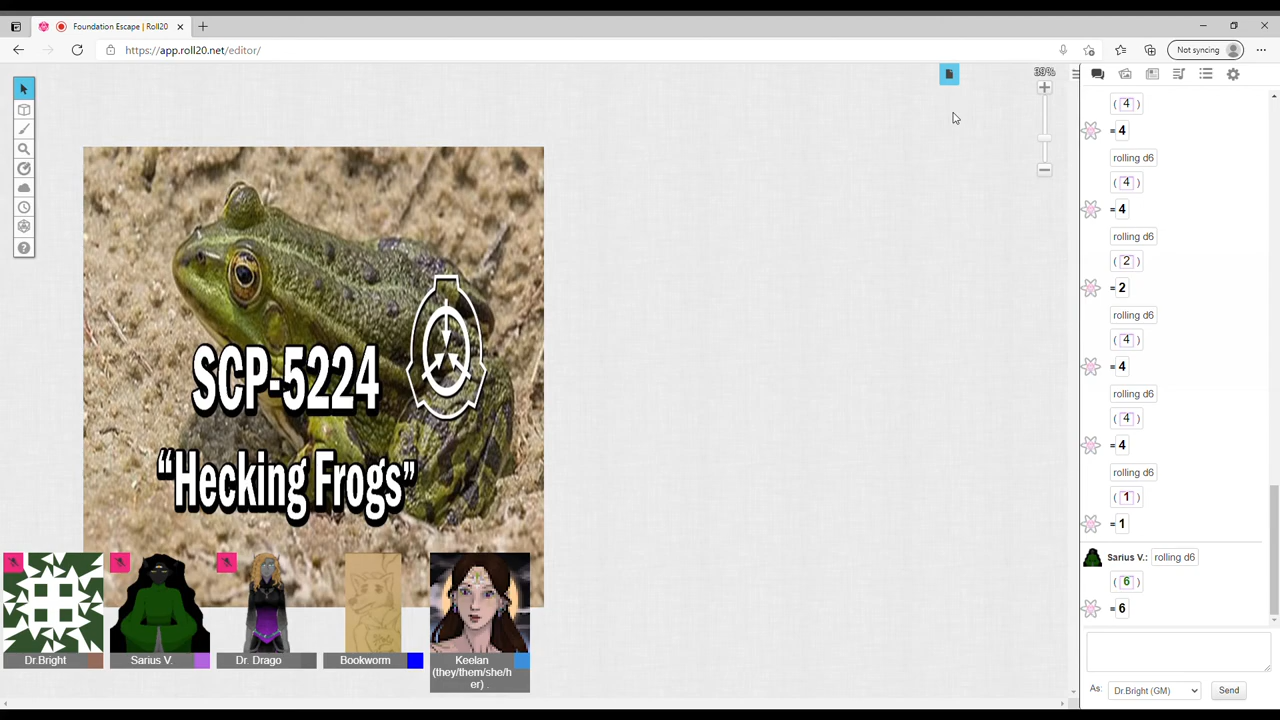 Foundation Escape | Roll20
https://app.roll20.net/editor/
Not syncing
39%
SCP-5224
“Hecking Frogs”
Dr.Bright
Sarius V.
Dr. Drago
Bookworm
Keelan
(they/them/she/h
er) .
( 4 )
= 4
rolling d6
( 4 )
= 4
rolling d6
( 2 )
= 2
rolling d6
( 4 )
= 4
rolling d6
( 4 )
= 4
rolling d6
( 1 )
= 1
Sarius V.: rolling d6
( 6 )
= 6
As: Dr.Bright (GM) Send